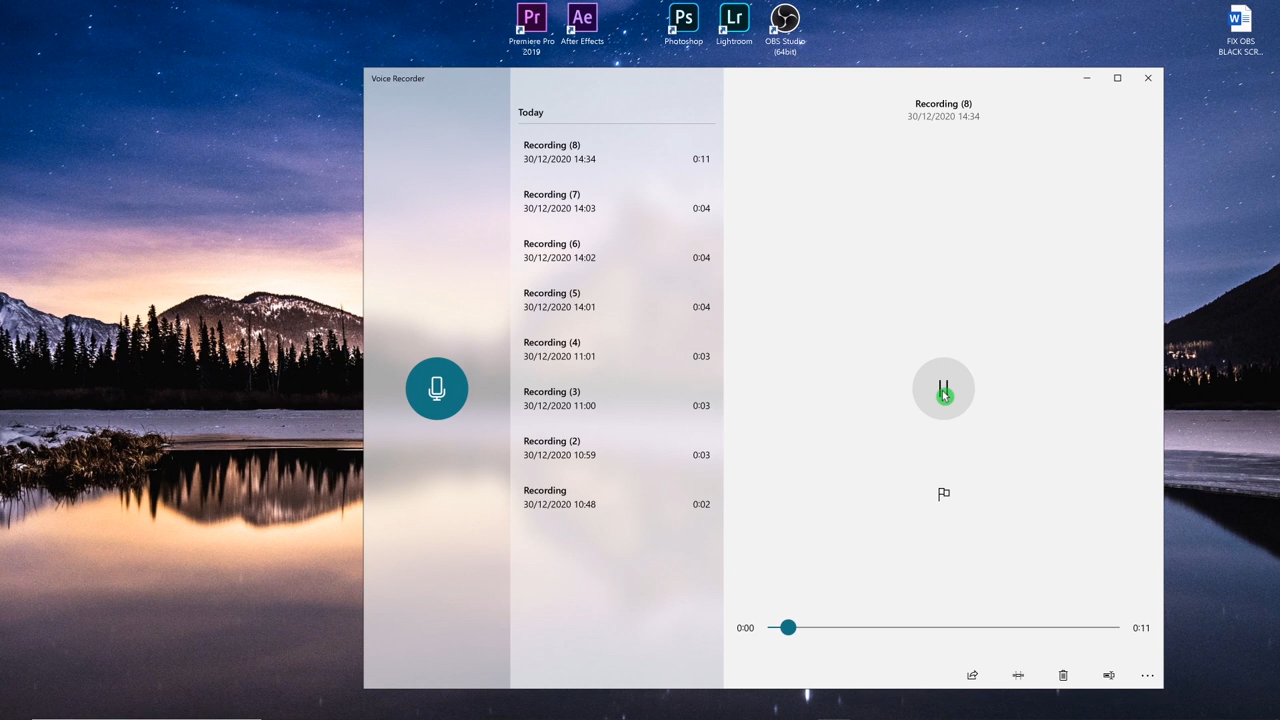 Pr
Ae
Ps
Lr
Premiere Pro
2019
After Effects
Photoshop
Lightroom
OBS Studio
(64bit)
W
FIX OBS
BLACK SCR...
Voice Recorder
Today
Recording (8)
30/12/2020 14:34
0:11
Recording (7)
30/12/2020 14:03
0:04
Recording (6)
30/12/2020 14:02
0:04
Recording (5)
30/12/2020 14:01
0:04
Recording (4)
30/12/2020 11:01
0:03
Recording (3)
30/12/2020 11:00
0:03
Recording (2)
30/12/2020 10:59
0:03
Recording
30/12/2020 10:48
0:02
Recording (8)
30/12/2020 14:34
0:00
0:11